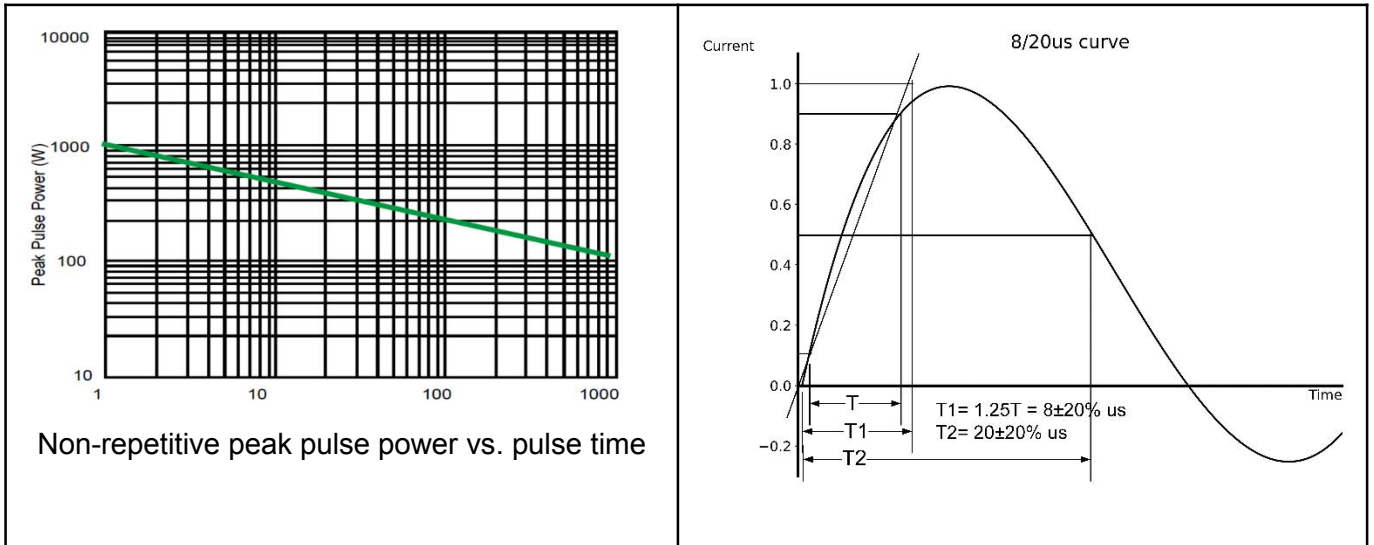 10000
1000
100
10
Peak Pulse Power (W)
1
10
100
1000
Non-repetitive peak pulse power vs. pulse time
8/20us curve
Current
1.0
0.8
0.6
0.4
0.2
0.0
−0.2
Time
T
T1
T2
T1= 1.25T = 8±20% us
T2= 20±20% us